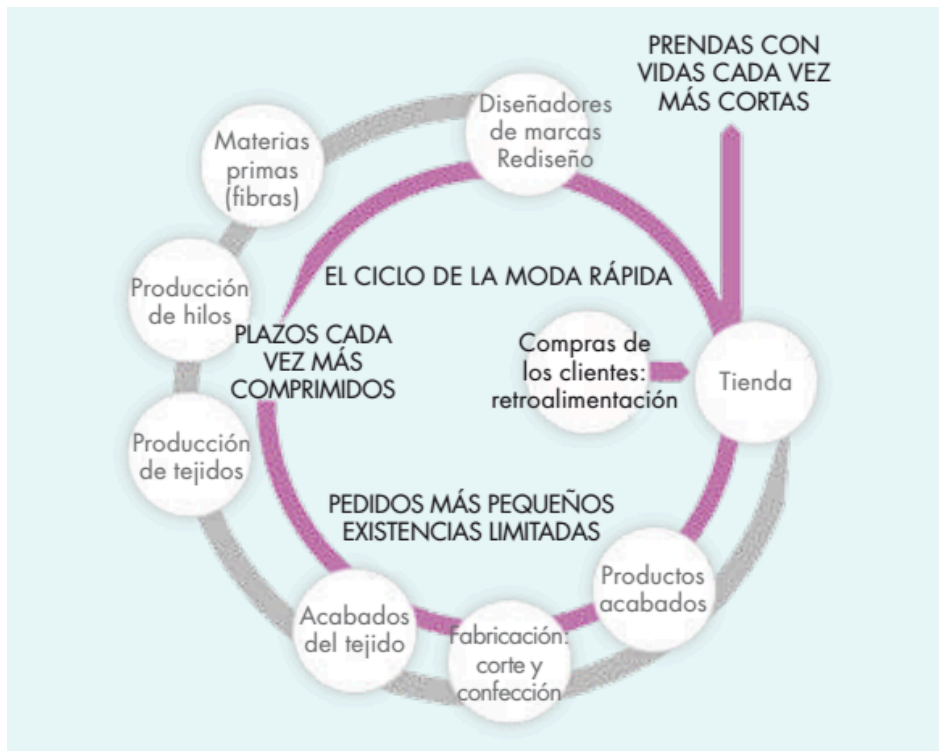 PRENDAS CON
VIDAS CADA VEZ
MÁS CORTAS
Diseñadores
de marcas
Rediseño
Materias
primas
(fibras)
EL CICLO DE LA MODA RÁPIDA
Producción
de hilos
PLAZOS CADA
VEZ MÁS
COMPRIMIDOS
Compras de
los clientes:
retroalimentación
Tienda
Producción
de tejidos
PEDIDOS MÁS PEQUEÑOS
EXISTENCIAS LIMITADAS
Productos
acabados
Acabados
del tejido
Fabricación:
corte y
confección